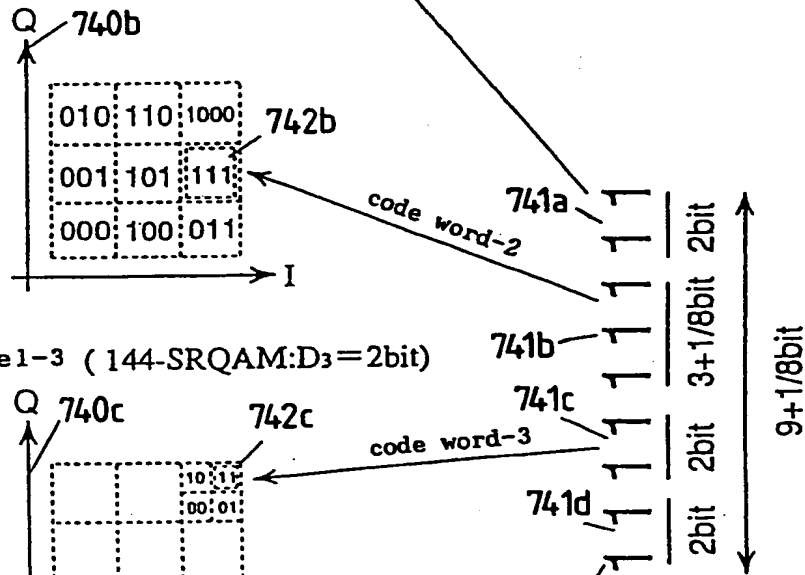 Q 740b
010 110 1000
742b
001 101 111
000 100 011
I
code word-2
741a
2bit
741b
3+1/8bit
9+1/8bit
el-3 (144-SRQAM:D3=2bit)
Q 740c
742c
741c
code word-3
2bit
10 11
00 01
741d
2bit